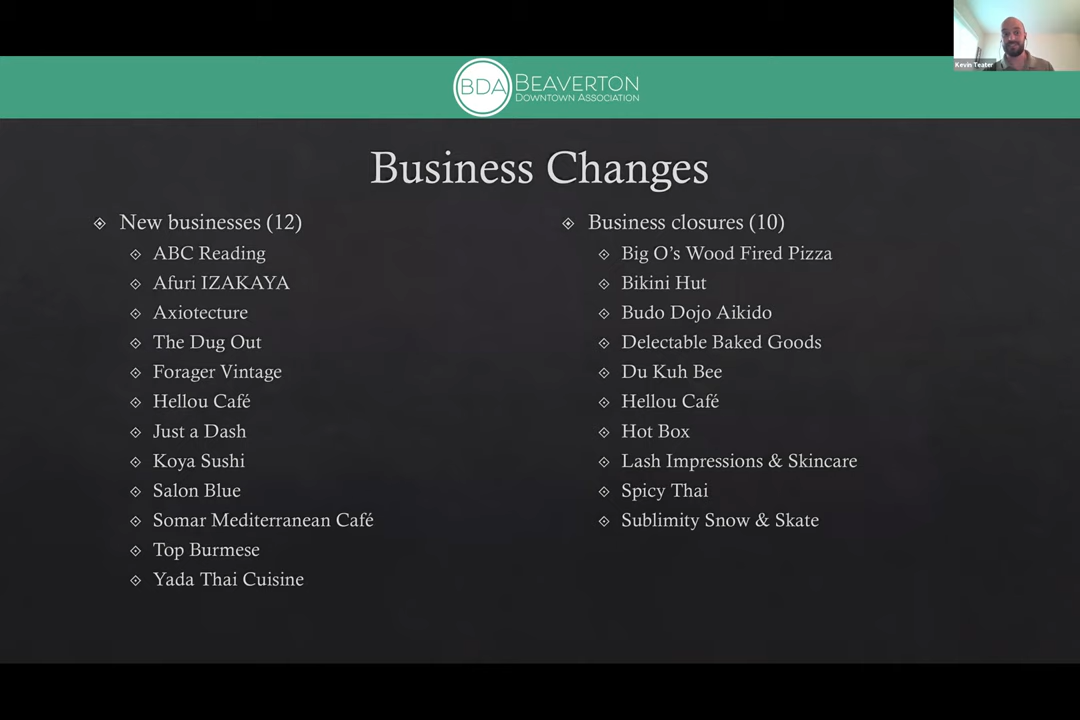 Kevin Teater
BDA
BEAVERTON
DOWNTOWN ASSOCIATION
Business Changes
New businesses (12)
ABC Reading
Afuri IZAKAYA
Axiotecture
The Dug Out
Forager Vintage
Hellou Café
Just a Dash
Koya Sushi
Salon Blue
Somar Mediterranean Café
Top Burmese
Yada Thai Cuisine
Business closures (10)
Big O’s Wood Fired Pizza
Bikini Hut
Budo Dojo Aikido
Delectable Baked Goods
Du Kuh Bee
Hellou Café
Hot Box
Lash Impressions & Skincare
Spicy Thai
Sublimity Snow & Skate